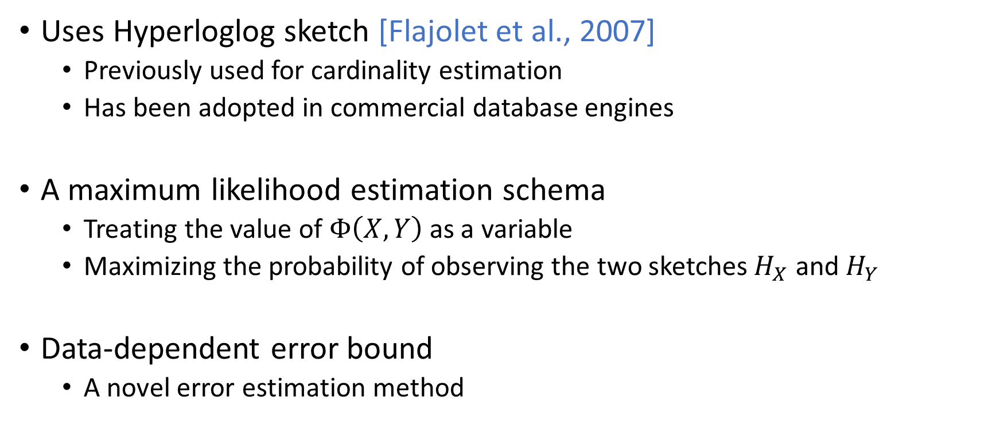 • Uses Hyperloglog sketch [Flajolet et al., 2007]
• Previously used for cardinality estimation
• Has been adopted in commercial database engines
• A maximum likelihood estimation schema
• Treating the value of Φ(X, Y) as a variable
• Maximizing the probability of observing the two sketches H_X and H_Y
• Data-dependent error bound
• A novel error estimation method